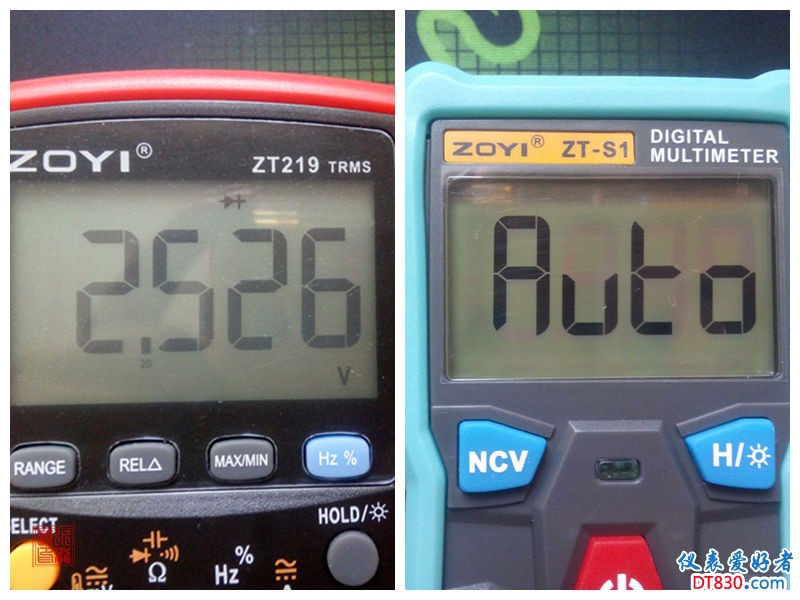 ZOYI®
ZT219 TRMS
2.526
20
V
RANGE
REL△
MAX/MIN
Hz %
HOLD/☼
Ω
Hz%
ZOYI® ZT-S1
DIGITAL
MULTIMETER
Auto
NCV
H/☼
仪表爱好者
DT830.com